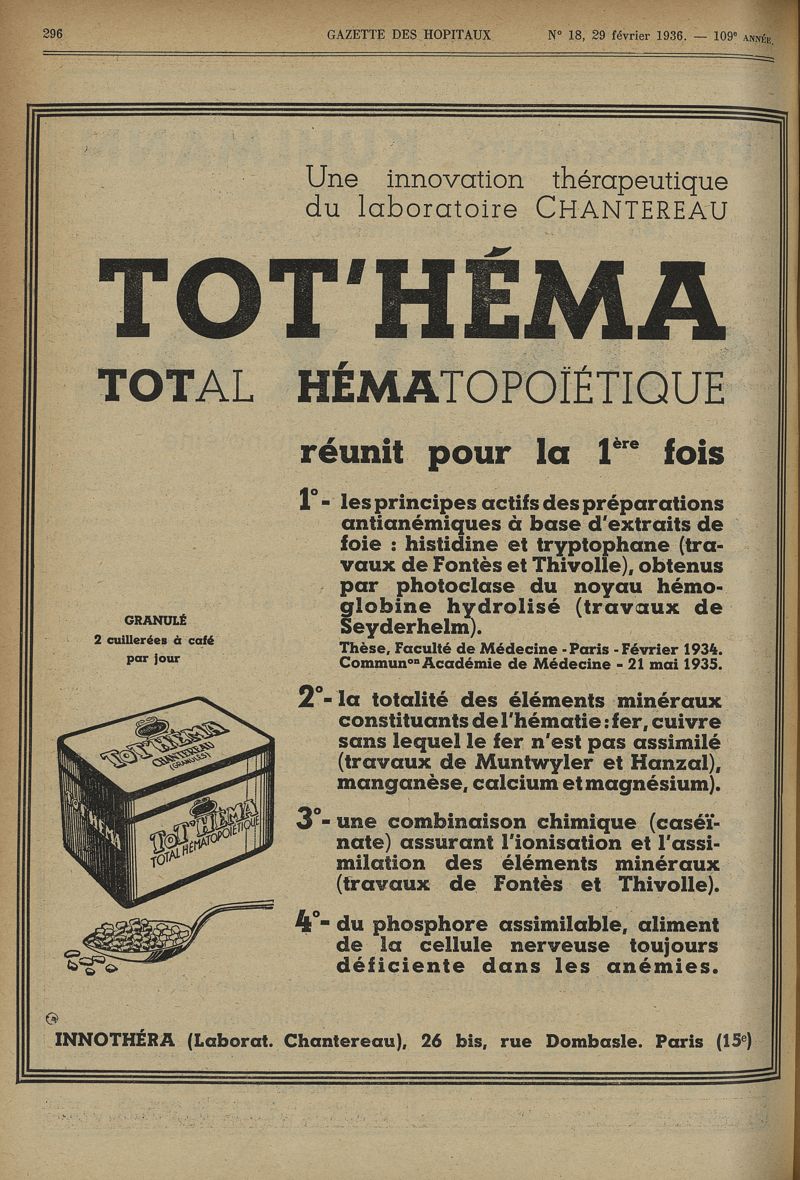 296 GAZETTE DES HOPITAUX N° 18, 29 février 1936. — 109e ANNÉE.
Une innovation thérapeutique
du laboratoire CHANTEREAU
TOT'HÉMA
TOTAL HÉMATOPOÏÉTIQUE
réunit pour la 1ère fois
1°- les principes actifs des préparations
antianémiques à base d'extraits de
foie : histidine et tryptophane (tra-
vaux de Fontès et Thivolle), obtenus
par photoclase du noyau hémo-
globine hydrolisé (travaux de
Seyderhelm).
Thèse, Faculté de Médecine - Paris - Février 1934.
Communon Académie de Médecine - 21 mai 1935.
GRANULÉ
2 cuillerées à café
par jour
2°- la totalité des éléments minéraux
constituants de l'hématie : fer, cuivre
sans lequel le fer n'est pas assimilé
(travaux de Muntwyler et Hanzal),
manganèse, calcium et magnésium).
3°- une combinaison chimique (caséï-
nate) assurant l'ionisation et l'assi-
milation des éléments minéraux
(travaux de Fontès et Thivolle).
4°- du phosphore assimilable, aliment
de la cellule nerveuse toujours
déficiente dans les anémies.
TOT'HÉMA
CHANTEREAU
(GRANULÉS)
TOT'HÉMA
TOT'HÉMA
TOTAL HÉMATOPOÏÉTIQUE
INNOTHÉRA (Laborat. Chantereau), 26 bis, rue Dombasle. Paris (15e)